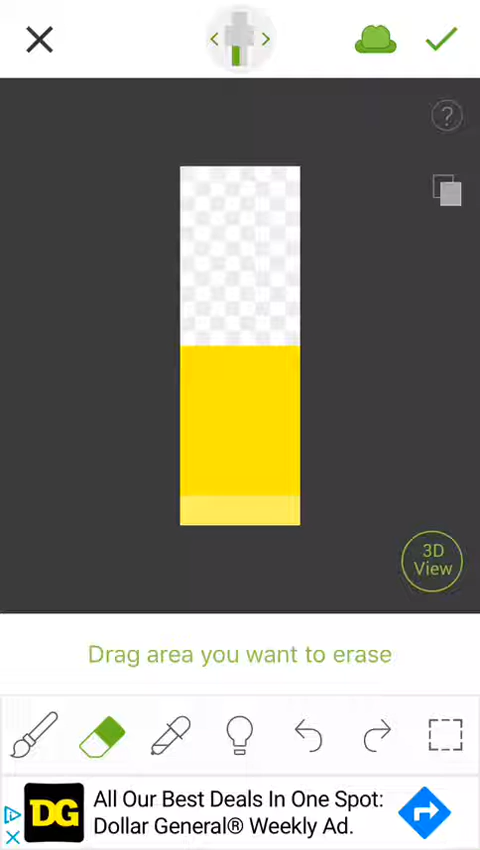 ?
3D
View
Drag area you want to erase
DG
All Our Best Deals In One Spot:
Dollar General® Weekly Ad.